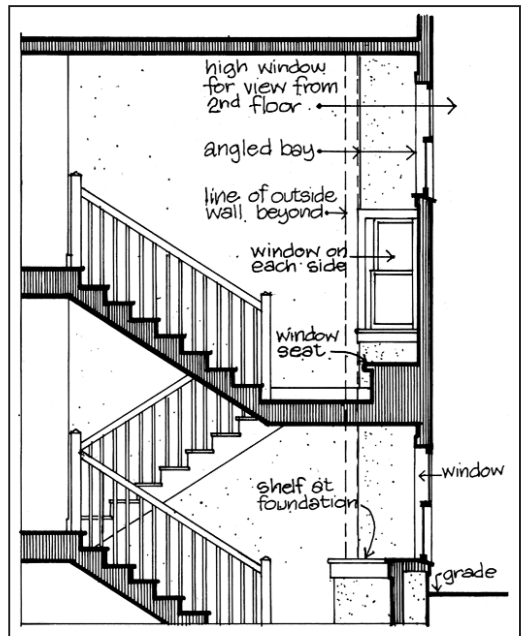 high window
for view from
2nd floor
angled bay
line of outside
wall beyond
window on
each side
window
seat
window
shelf at
foundation
grade